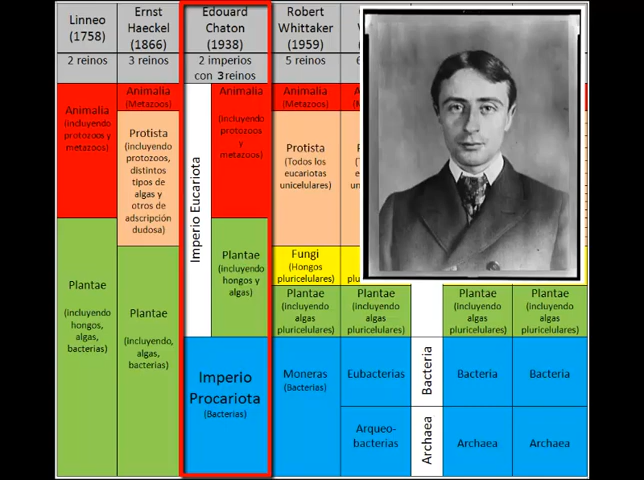 Linneo
(1758)
2 reinos
Animalia
(incluyendo
protozoos y
metazoos)
Plantae
(incluyendo
hongos,
algas,
bacterias)
Ernst
Haeckel
(1866)
3 reinos
Animalia
(Metazoos)
Protista
(incluyendo
protozoos,
distintos
tipos de
algas y
otros de
adscripción
dudosa)
Plantae
(incluyendo,
algas,
bacterias)
Edouard
Chaton
(1938)
2 imperios
con 3 reinos
Imperio Eucariota
Animalia
(incluyendo
protozoos
y
metazoos)
Plantae
(incluyendo
hongos y
algas)
Imperio
Procariota
(Bacterias)
Robert
Whittaker
(1959)
5 reinos
Animalia
(Metazoos)
Protista
(Todos los
eucariotas
unicelulares)
Fungi
(Hongos
pluricelulares)
Plantae
(incluyendo
algas
pluricelulares)
Moneras
(Bacterias)
Plantae
(incluyendo
algas
pluricelulares)
Eubacterias
Arqueo-
bacterias
Bacteria
Archaea
Plantae
(incluyendo
algas
pluricelulares)
Bacteria
Archaea
Plantae
(incluyendo
algas
pluricelulares)
Bacteria
Archaea